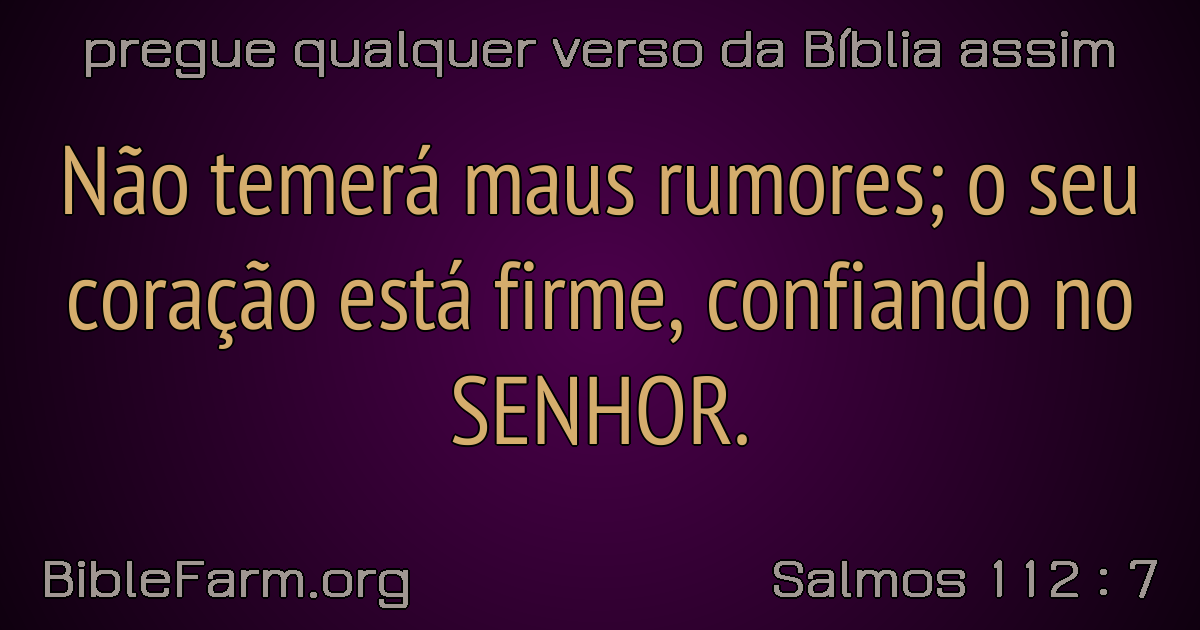 pregue qualquer verso da Bíblia assim
Não temerá maus rumores; o seu
coração está firme, confiando no
SENHOR.
BibleFarm.org
Salmos 112 : 7